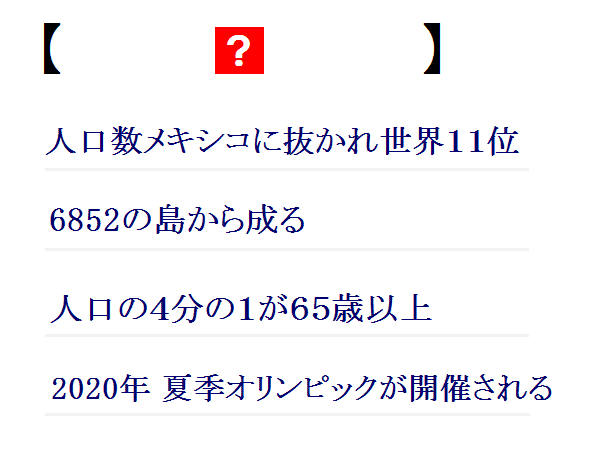 【 ? 】
人口数メキシコに抜かれ世界11位
6852の島から成る
人口の4分の1が65歳以上
2020年 夏季オリンピックが開催される